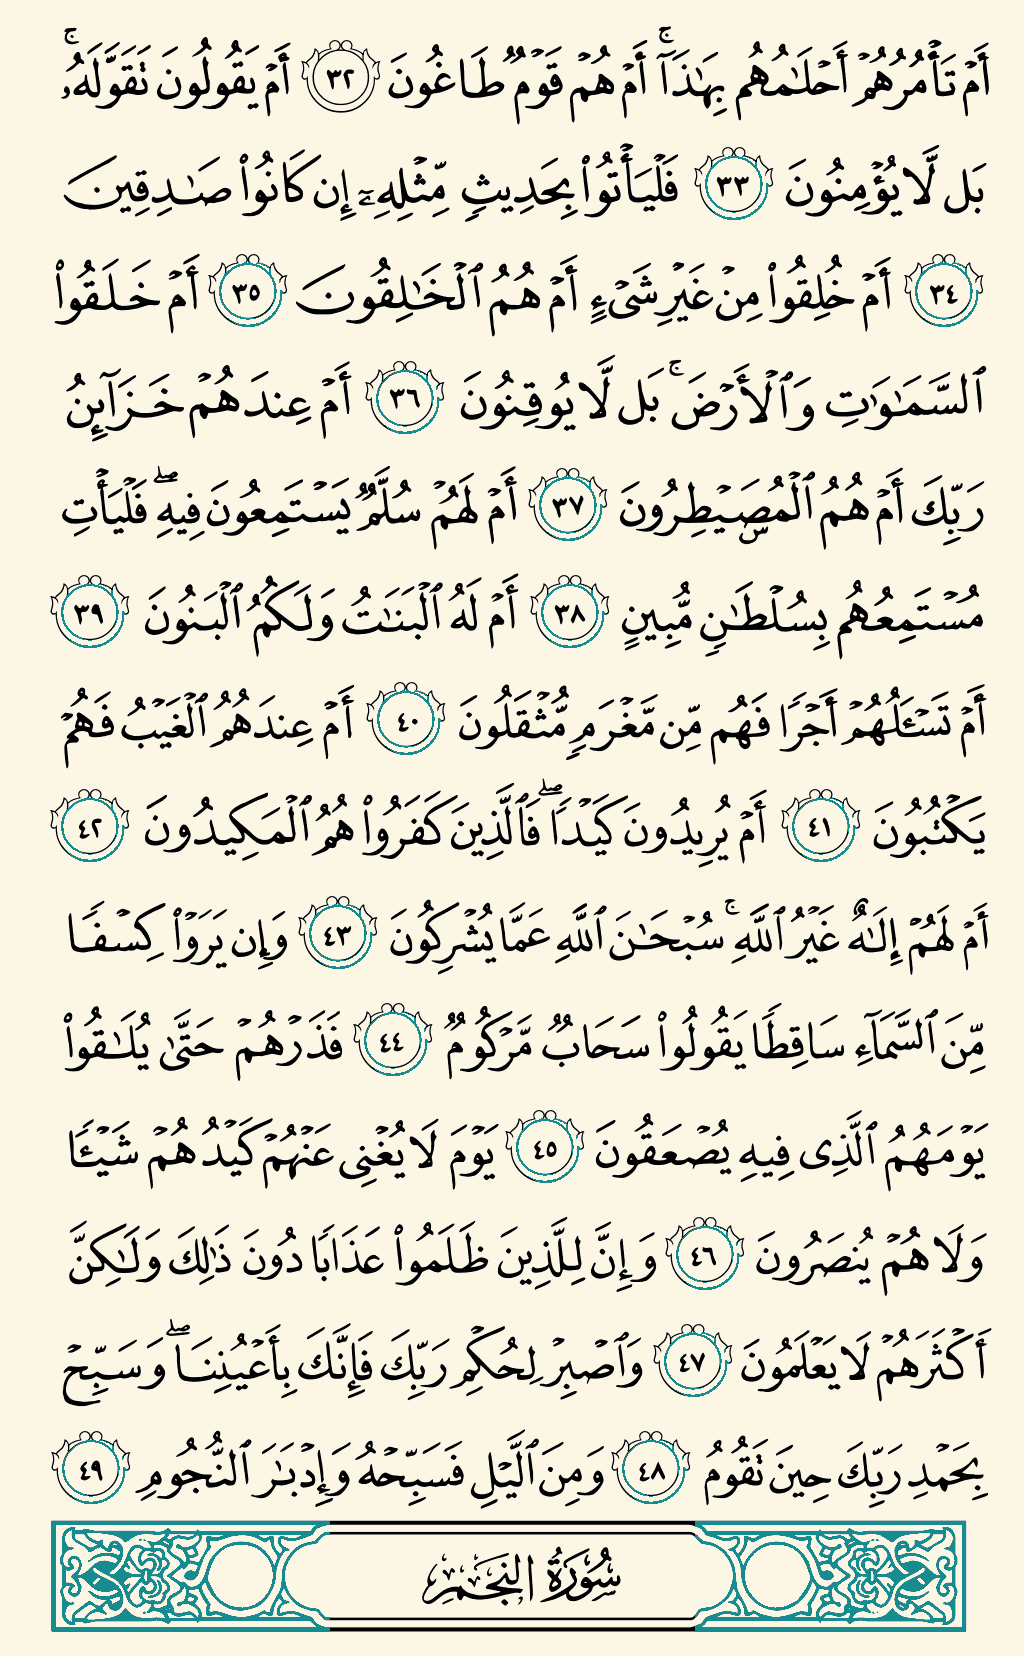 أَمْ تَأْمُرُهُمْ أَحْلَٰمُهُم بِهَٰذَآ ۚ أَمْ هُمْ قَوْمٌ طَاغُونَ ٣٢ أَمْ يَقُولُونَ تَقَوَّلَهُۥ ۚ
بَل لَّا يُؤْمِنُونَ ٣٣ فَلْيَأْتُوا۟ بِحَدِيثٍ مِّثْلِهِۦٓ إِن كَانُوا۟ صَٰدِقِينَ
٣٤ أَمْ خُلِقُوا۟ مِنْ غَيْرِ شَىْءٍ أَمْ هُمُ ٱلْخَٰلِقُونَ ٣٥ أَمْ خَلَقُوا۟
ٱلسَّمَٰوَٰتِ وَٱلْأَرْضَ ۚ بَل لَّا يُوقِنُونَ ٣٦ أَمْ عِندَهُمْ خَزَآئِنُ
رَبِّكَ أَمْ هُمُ ٱلْمُصَۜيْطِرُونَ ٣٧ أَمْ لَهُمْ سُلَّمٌ يَسْتَمِعُونَ فِيهِ ۖ فَلْيَأْتِ
مُسْتَمِعُهُم بِسُلْطَٰنٍ مُّبِينٍ ٣٨ أَمْ لَهُ ٱلْبَنَٰتُ وَلَكُمُ ٱلْبَنُونَ ٣٩
أَمْ تَسْـَٔلُهُمْ أَجْرًا فَهُم مِّن مَّغْرَمٍ مُّثْقَلُونَ ٤٠ أَمْ عِندَهُمُ ٱلْغَيْبُ فَهُمْ
يَكْتُبُونَ ٤١ أَمْ يُرِيدُونَ كَيْدًا ۖ فَٱلَّذِينَ كَفَرُوا۟ هُمُ ٱلْمَكِيدُونَ ٤٢
أَمْ لَهُمْ إِلَٰهٌ غَيْرُ ٱللَّهِ ۚ سُبْحَٰنَ ٱللَّهِ عَمَّا يُشْرِكُونَ ٤٣ وَإِن يَرَوْا۟ كِسْفًا
مِّنَ ٱلسَّمَآءِ سَاقِطًا يَقُولُوا۟ سَحَابٌ مَّرْكُومٌ ٤٤ فَذَرْهُمْ حَتَّىٰ يُلَٰقُوا۟
يَوْمَهُمُ ٱلَّذِى فِيهِ يُصْعَقُونَ ٤٥ يَوْمَ لَا يُغْنِى عَنْهُمْ كَيْدُهُمْ شَيْـًٔا
وَلَا هُمْ يُنصَرُونَ ٤٦ وَإِنَّ لِلَّذِينَ ظَلَمُوا۟ عَذَابًا دُونَ ذَٰلِكَ وَلَٰكِنَّ
أَكْثَرَهُمْ لَا يَعْلَمُونَ ٤٧ وَٱصْبِرْ لِحُكْمِ رَبِّكَ فَإِنَّكَ بِأَعْيُنِنَا ۖ وَسَبِّحْ
بِحَمْدِ رَبِّكَ حِينَ تَقُومُ ٤٨ وَمِنَ ٱلَّيْلِ فَسَبِّحْهُ وَإِدْبَٰرَ ٱلنُّجُومِ ٤٩
سُورَةُ النَّجْمِ